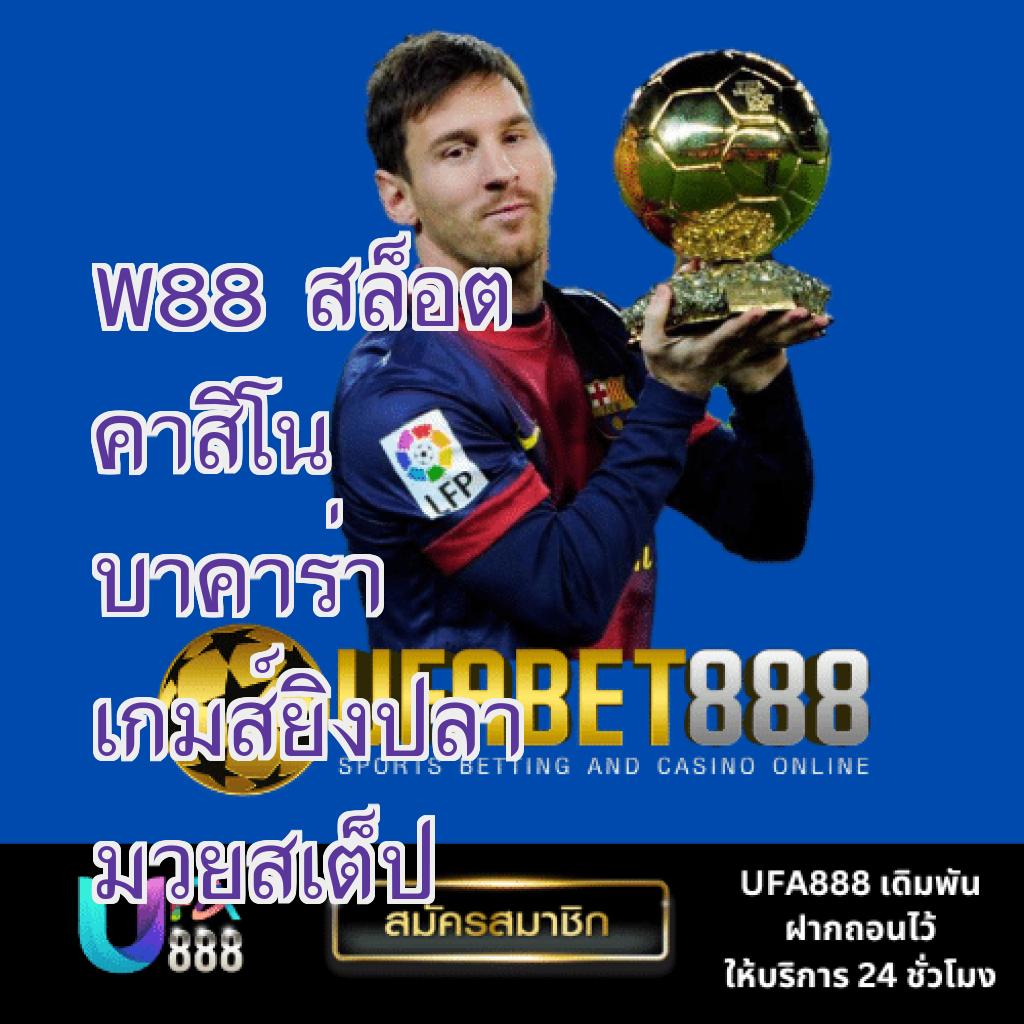 W88 สล็อต
คาสิโน
บาคาร่า
เกมส์ยิงปลา
มวยสเต็ป
LFP
UFABET888
SPORTS BETTING AND CASINO ONLINE
UFA
888
สมัครสมาชิก
UFA888 เดิมพัน
ฝากถอนไว้
ให้บริการ 24 ชั่วโมง